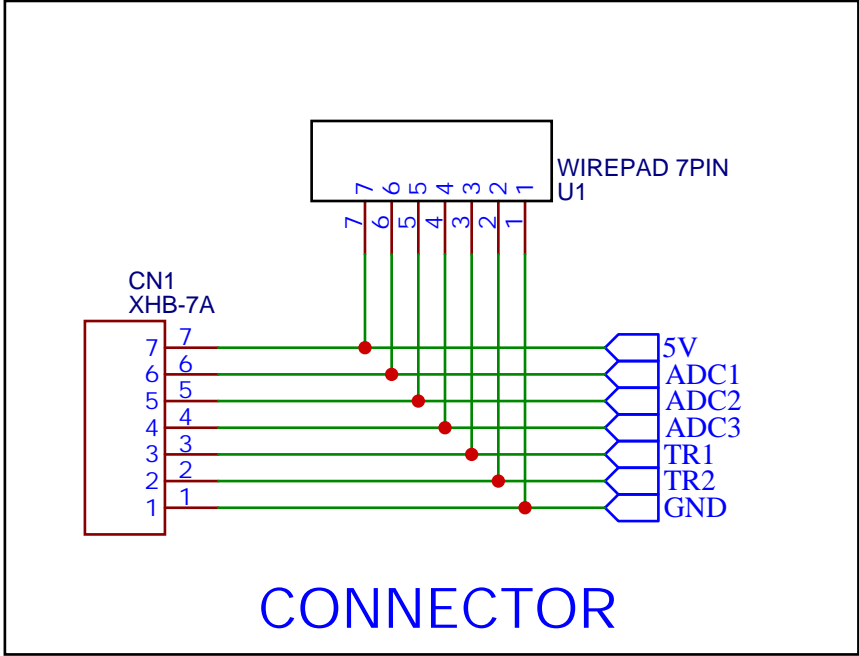 WIREPAD 7PIN
U1
7 6 5 4 3 2 1
7 6 5 4 3 2 1
CN1
XHB-7A
7 7 5V
6 6 ADC1
5 5 ADC2
4 4 ADC3
3 3 TR1
2 2 TR2
1 1 GND
CONNECTOR